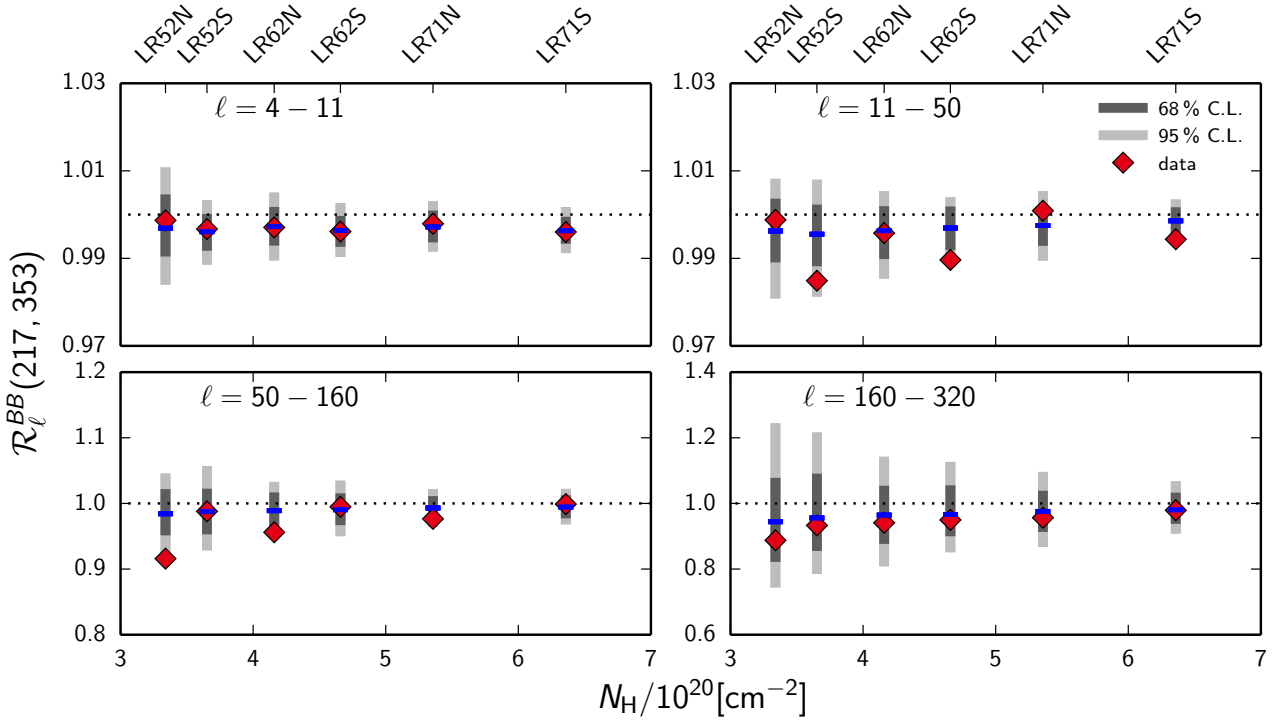 LR52N LR52S LR62N LR62S LR71N LR71S
LR52N LR52S LR62N LR62S LR71N LR71S
1.03
1.01
0.99
0.97
ℓ = 4 − 11
1.03
1.01
0.99
0.97
ℓ = 11 − 50
68 % C.L.
95 % C.L.
data
ℛ_ℓ^{BB}(217, 353)
1.2
1.1
1.0
0.9
0.8
ℓ = 50 − 160
3 4 5 6 7
1.4
1.2
1.0
0.8
0.6
ℓ = 160 − 320
3 4 5 6 7
N_H/10^{20}[cm^{−2}]